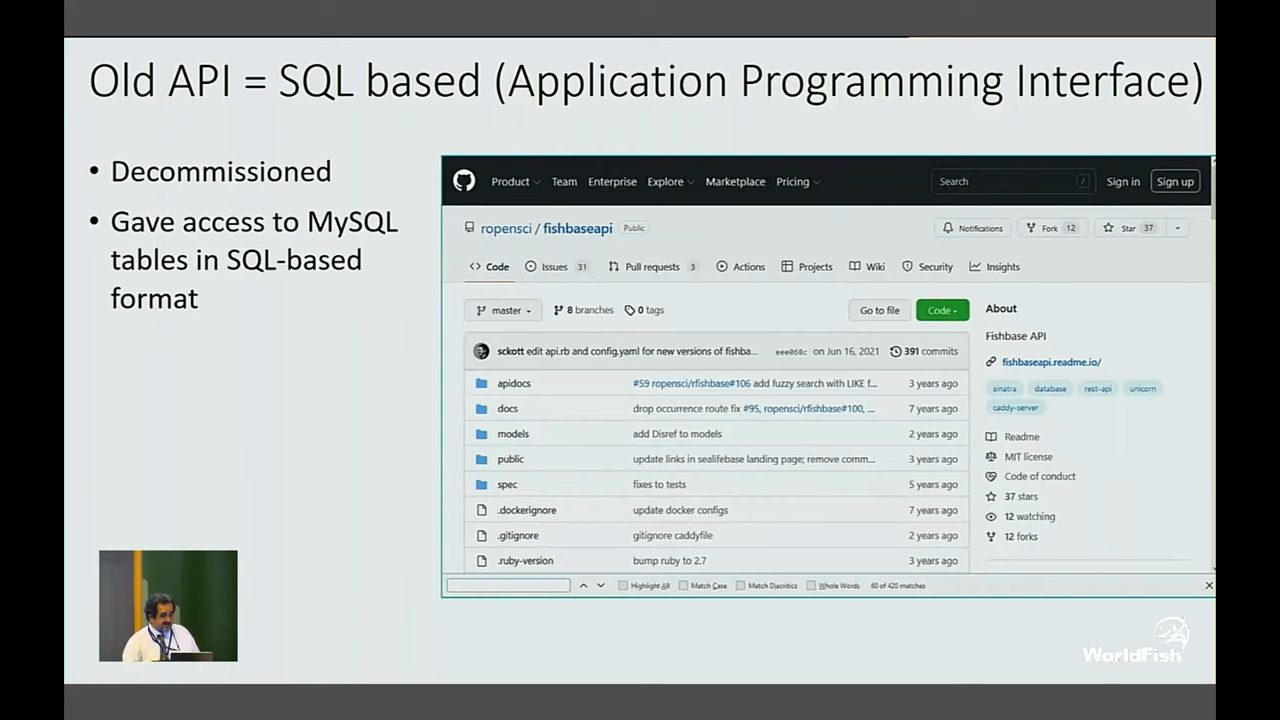 Old API = SQL based (Application Programming Interface)
• Decommissioned
• Gave access to MySQL
tables in SQL-based
format
Product Team Enterprise Explore Marketplace Pricing Search / Sign in Sign up
ropensci / fishbaseapi Public Notifications Fork 12 Star 37
Code Issues 31 Pull requests 3 Actions Projects Wiki Security Insights
master 8 branches 0 tags Go to file Code
sckott edit api.rb and config.yaml for new versions of fishba... eee068c on Jun 16, 2021 391 commits
apidocs #59 ropensci/rfishbase#106 add fuzzy search with LIKE f... 3 years ago
docs drop occurrence route fix #95, ropensci/rfishbase#100, ... 7 years ago
models add Disref to models 2 years ago
public update links in sealifebase landing page; remove comm... 3 years ago
spec fixes to tests 5 years ago
.dockerignore update docker configs 7 years ago
.gitignore gitignore caddyfile 2 years ago
.ruby-version bump ruby to 2.7 3 years ago
About
Fishbase API
fishbaseapi.readme.io/
sinatra database rest-api unicorn
caddy-server
Readme
MIT license
Code of conduct
37 stars
12 watching
12 forks
Highlight All Match Case Match Diacritics Whole Words 60 of 420 matches
WorldFish